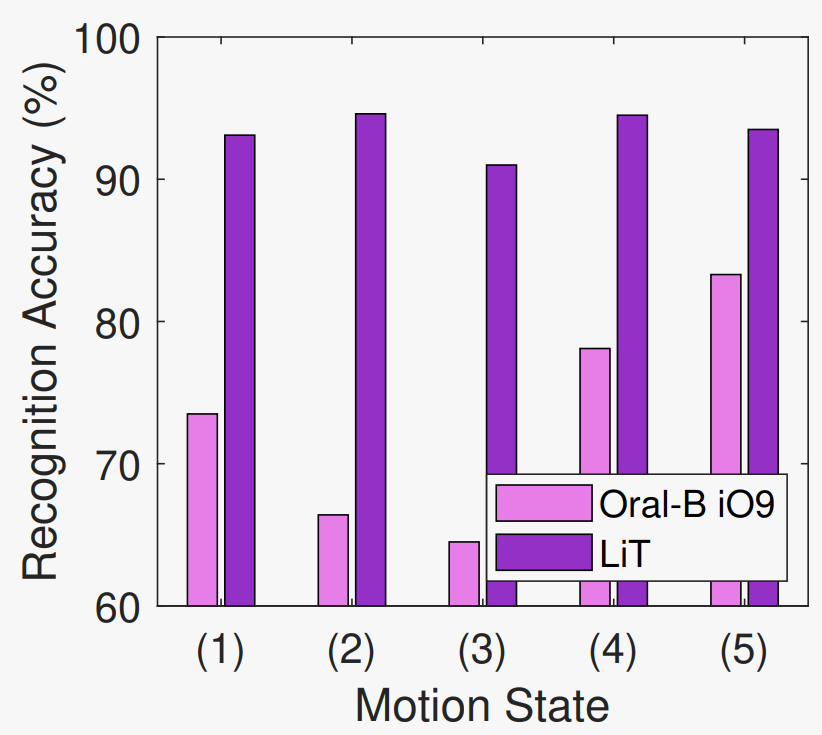 Recognition Accuracy (%)
100
90
80
70
60
Oral-B iO9
LiT
(1) (2) (3) (4) (5)
Motion State